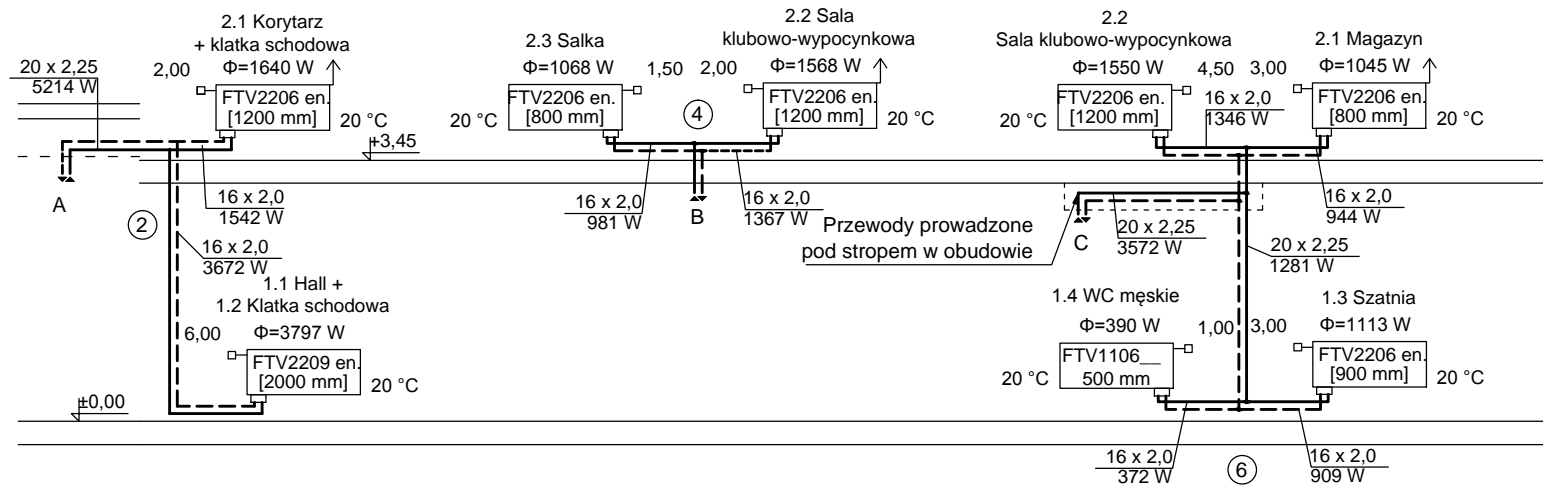 2.1 Korytarz
+ klatka schodowa
Φ=1640 W
20 x 2,25
5214 W
2,00
FTV2206 en.
[1200 mm]
20 °C
2.3 Salka
Φ=1068 W
1,50
FTV2206 en.
[800 mm]
20 °C
4
2.2 Sala
klubowo-wypocynkowa
2,00
Φ=1568 W
FTV2206 en.
[1200 mm]
20 °C
2.2
Sala klubowo-wypocynkowa
Φ=1550 W
4,50
FTV2206 en.
[1200 mm]
20 °C
16 x 2,0
1346 W
2.1 Magazyn
3,00
Φ=1045 W
FTV2206 en.
[800 mm]
20 °C
+3,45
A
2
16 x 2,0
1542 W
16 x 2,0
3672 W
16 x 2,0
981 W
B
16 x 2,0
1367 W
Przewody prowadzone
pod stropem w obudowie
C
20 x 2,25
3572 W
16 x 2,0
944 W
20 x 2,25
1281 W
1.1 Hall +
1.2 Klatka schodowa
6,00
Φ=3797 W
FTV2209 en.
[2000 mm]
20 °C
±0,00
1.4 WC męskie
Φ=390 W
1,00
FTV1106__
500 mm
20 °C
1.3 Szatnia
3,00
Φ=1113 W
FTV2206 en.
[900 mm]
20 °C
16 x 2,0
372 W
6
16 x 2,0
909 W